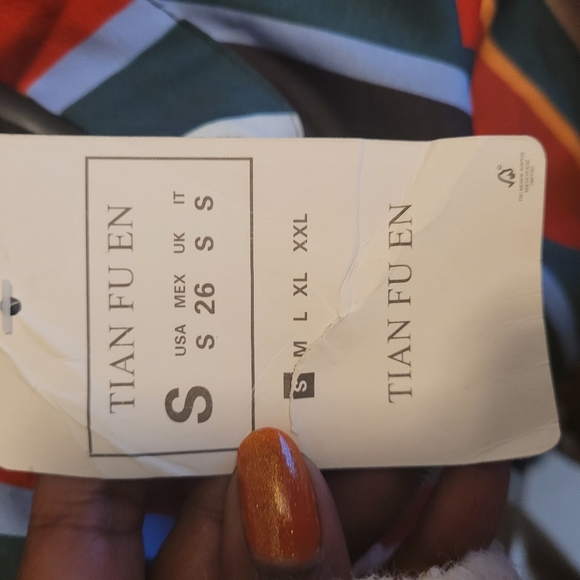 TIAN FU EN
S
USA MEX UK IT
S 26 S S
S M L XL XXL
TIAN FU EN